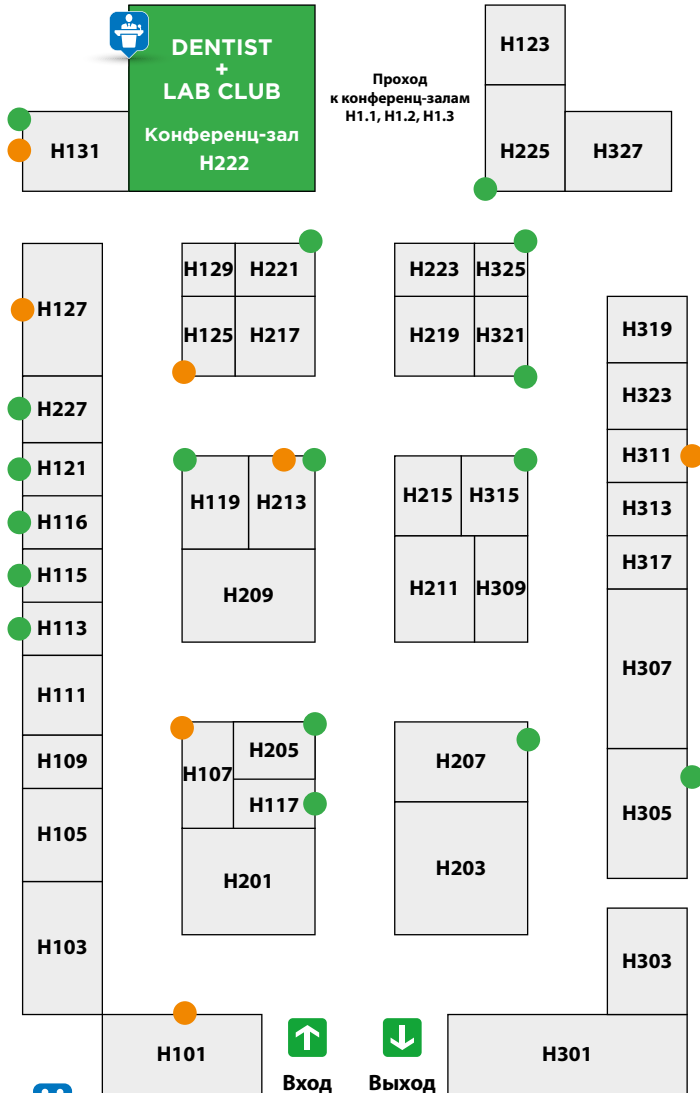 DENTIST
+
LAB CLUB
Конференц-зал
H222
Проход
к конференц-залам
H1.1, H1.2, H1.3
H123
H131
H225
H327
H127
H129
H221
H223
H325
H125
H217
H219
H321
H319
H323
H227
H121
H116
H115
H113
H111
H109
H105
H103
H119
H213
H209
H215
H315
H211
H309
H311
H313
H317
H307
H305
H107
H205
H117
H201
H207
H203
H303
H101
Вход
Выход
H301